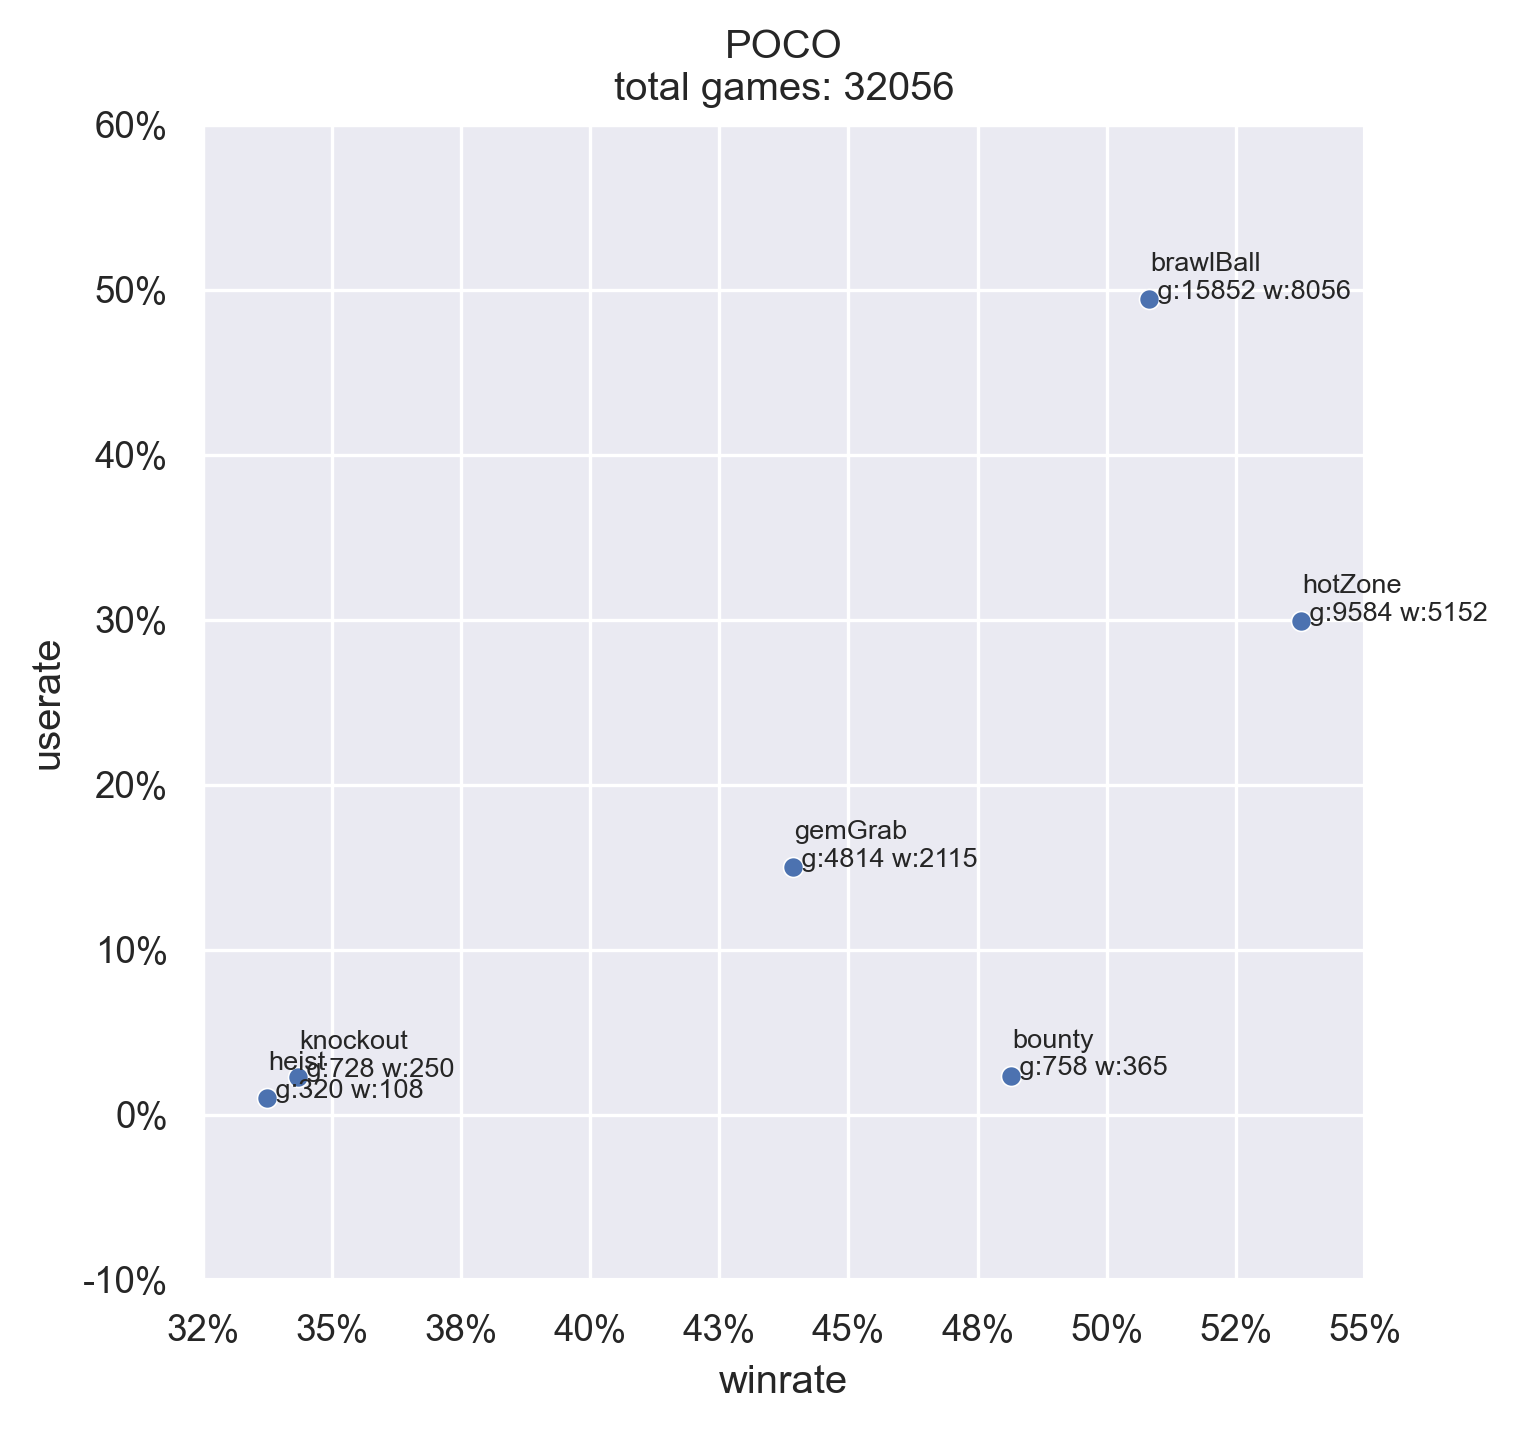 POCO
total games: 32056
60%
50%
40%
30%
20%
10%
0%
-10%
userate
brawlBall
g:15852 w:8056
hotZone
g:9584 w:5152
gemGrab
g:4814 w:2115
knockout
g:728 w:250
heist
g:320 w:108
bounty
g:758 w:365
32% 35% 38% 40% 43% 45% 48% 50% 52% 55%
winrate